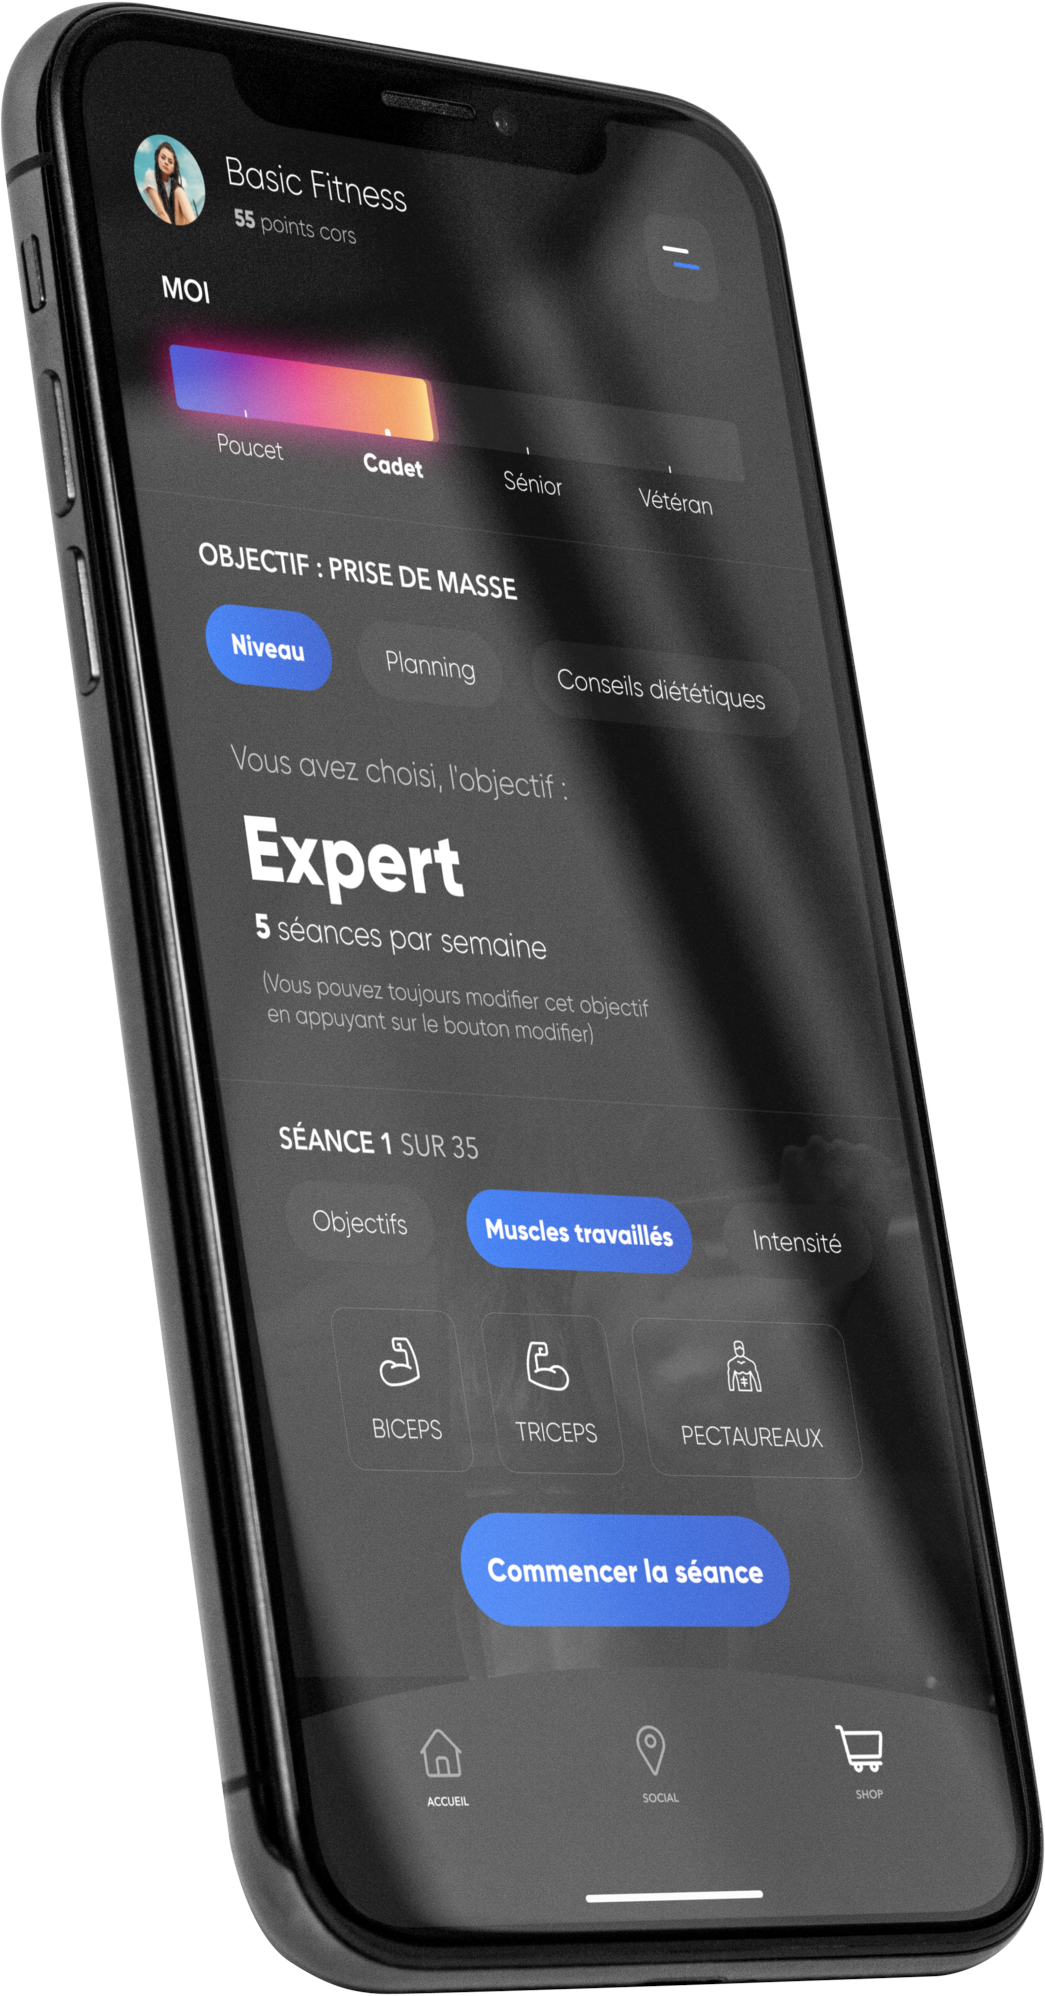 Basic Fitness
55 points cors
MOI
Poucet
Cadet
Sénior
Vétéran
OBJECTIF : PRISE DE MASSE
Niveau
Planning
Conseils diététiques
Vous avez choisi, l'objectif :
Expert
5 séances par semaine
(Vous pouvez toujours modifier cet objectif
en appuyant sur le bouton modifier)
SÉANCE 1 SUR 35
Objectifs
Muscles travaillés
Intensité
BICEPS
TRICEPS
PECTAUREAUX
Commencer la séance
ACCUEIL
SOCIAL
SHOP